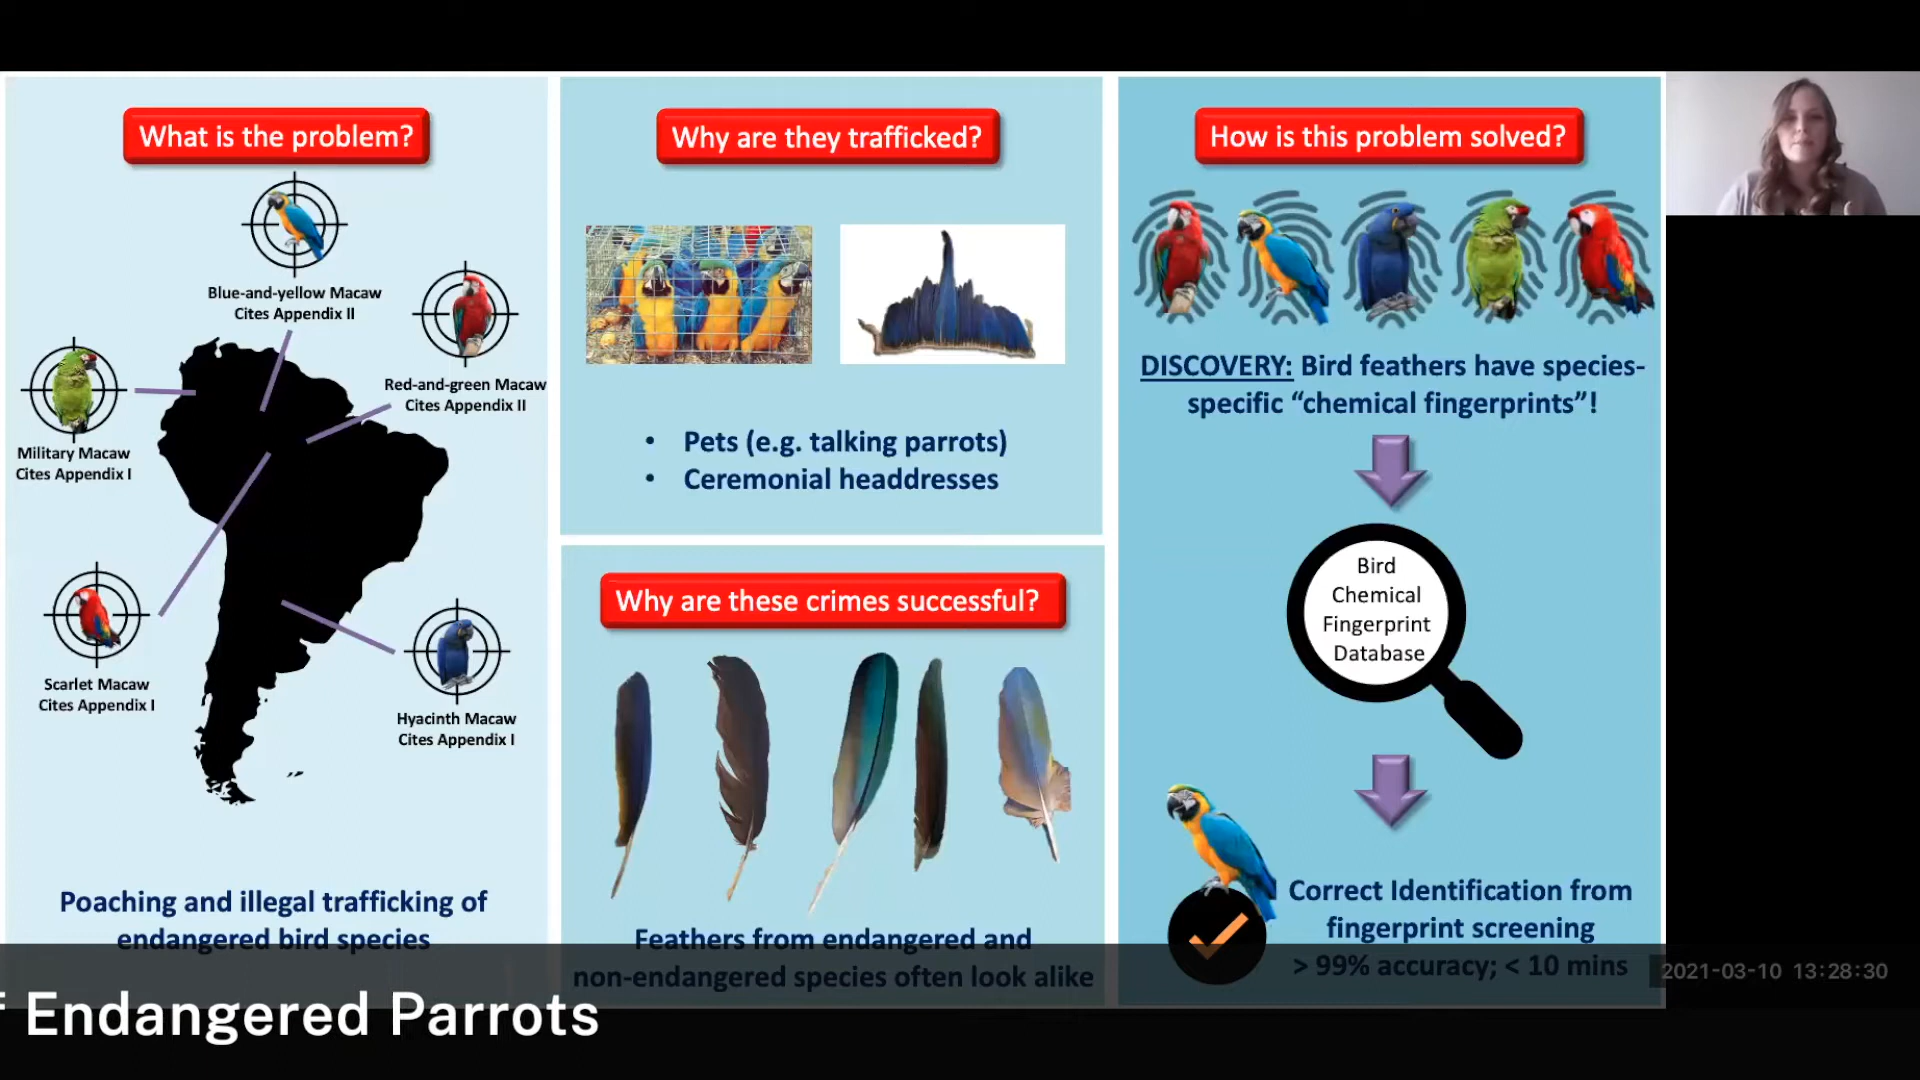 What is the problem?
Blue-and-yellow Macaw
Cites Appendix II
Red-and-green Macaw
Cites Appendix II
Military Macaw
Cites Appendix I
Scarlet Macaw
Cites Appendix I
Hyacinth Macaw
Cites Appendix I
Poaching and illegal trafficking of
endangered bird species
Why are they trafficked?
• Pets (e.g. talking parrots)
• Ceremonial headdresses
Why are these crimes successful?
Feathers from endangered and
non-endangered species often look alike
How is this problem solved?
DISCOVERY: Bird feathers have species-
specific “chemical fingerprints”!
Bird
Chemical
Fingerprint
Database
Correct Identification from
fingerprint screening
> 99% accuracy; < 10 mins
2021-03-10 13:28:30
Endangered Parrots